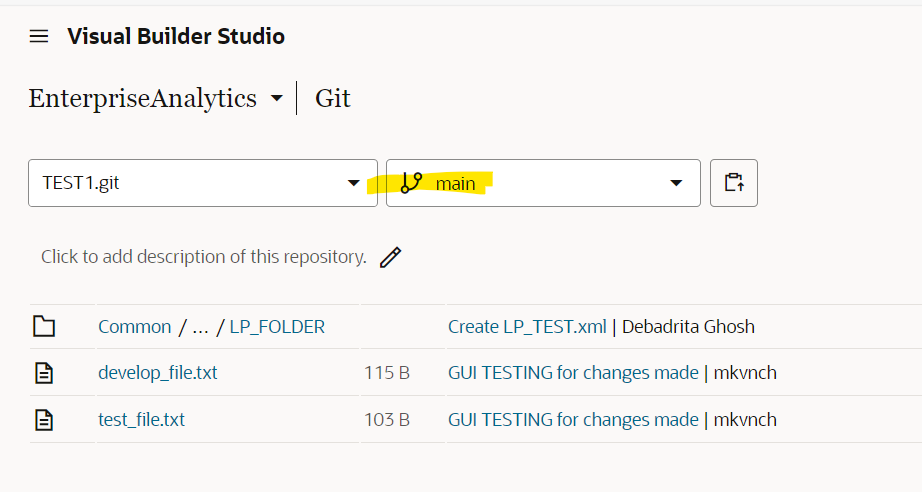 Visual Builder Studio
EnterpriseAnalytics | Git
TEST1.git main
Click to add description of this repository.
Common / ... / LP_FOLDER Create LP_TEST.xml | Debadrita Ghosh
develop_file.txt 115 B GUI TESTING for changes made | mkvnch
test_file.txt 103 B GUI TESTING for changes made | mkvnch